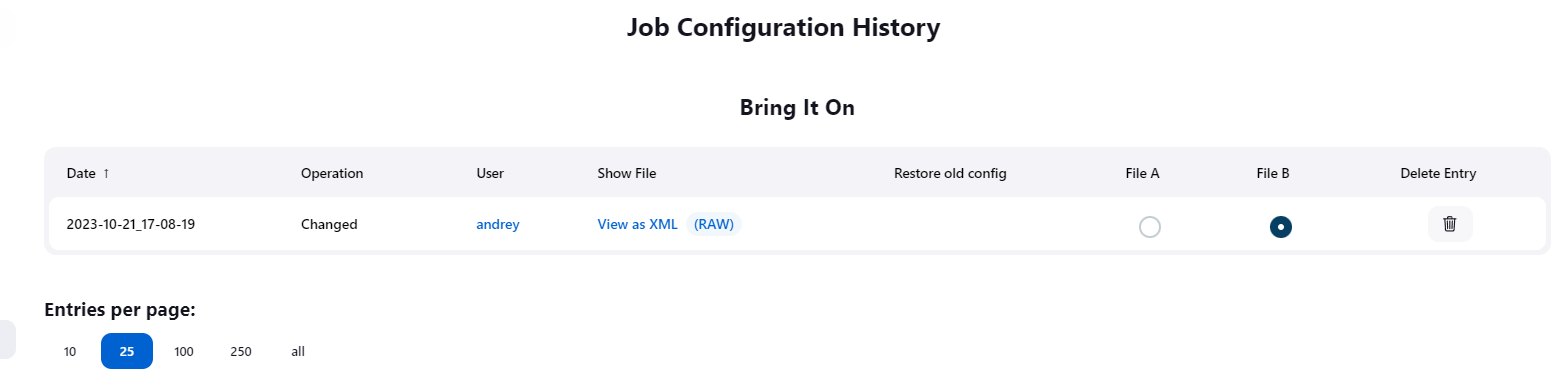 Job Configuration History
Bring It On
Date ↑ Operation User Show File Restore old config File A File B Delete Entry
2023-10-21_17-08-19 Changed andrey View as XML (RAW)
Entries per page:
10 25 100 250 all